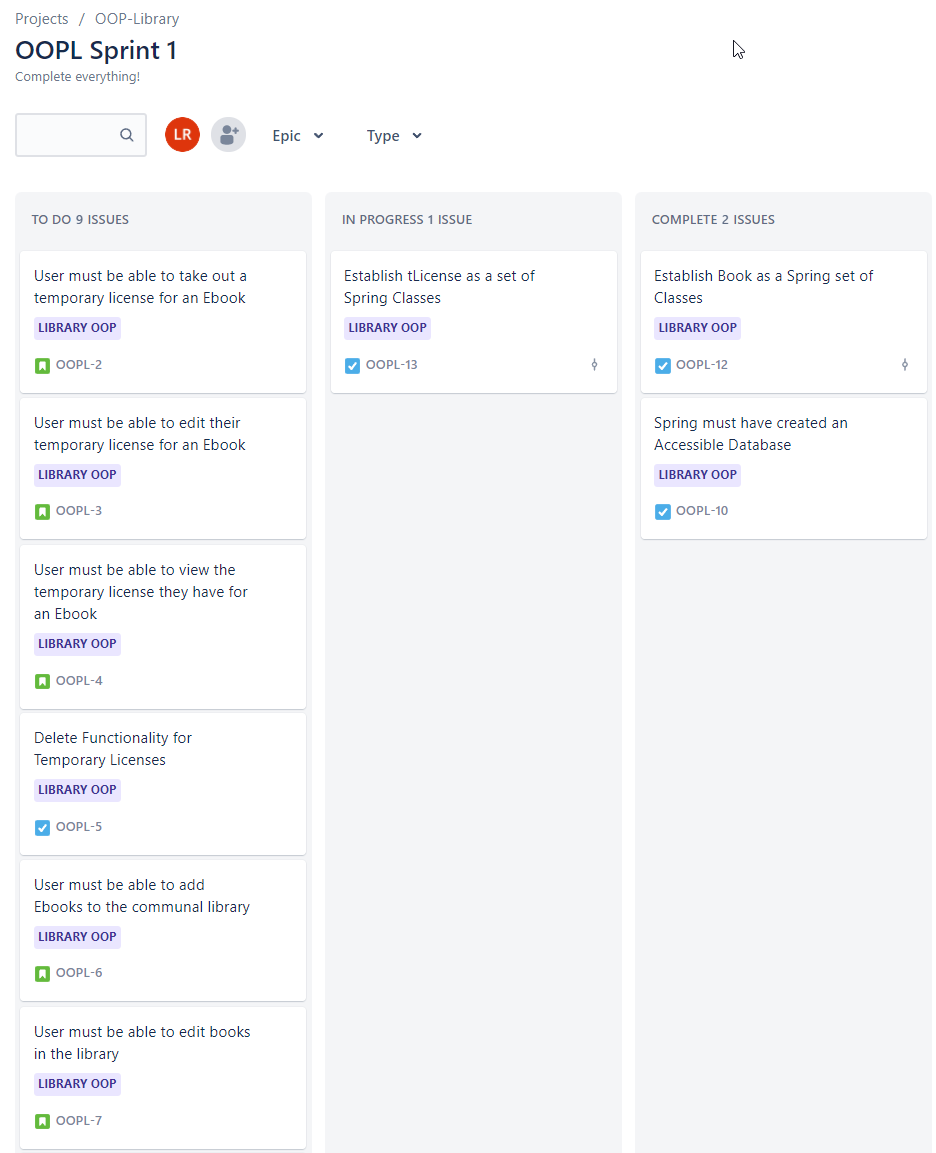 Projects / OOP-Library
OOPL Sprint 1
Complete everything!
LR
Epic
Type
TO DO 9 ISSUES
User must be able to take out a
temporary license for an Ebook
LIBRARY OOP
OOPL-2
User must be able to edit their
temporary license for an Ebook
LIBRARY OOP
OOPL-3
User must be able to view the
temporary license they have for
an Ebook
LIBRARY OOP
OOPL-4
Delete Functionality for
Temporary Licenses
LIBRARY OOP
OOPL-5
User must be able to add
Ebooks to the communal library
LIBRARY OOP
OOPL-6
User must be able to edit books
in the library
LIBRARY OOP
OOPL-7
IN PROGRESS 1 ISSUE
Establish tLicense as a set of
Spring Classes
LIBRARY OOP
OOPL-13
COMPLETE 2 ISSUES
Establish Book as a Spring set of
Classes
LIBRARY OOP
OOPL-12
Spring must have created an
Accessible Database
LIBRARY OOP
OOPL-10